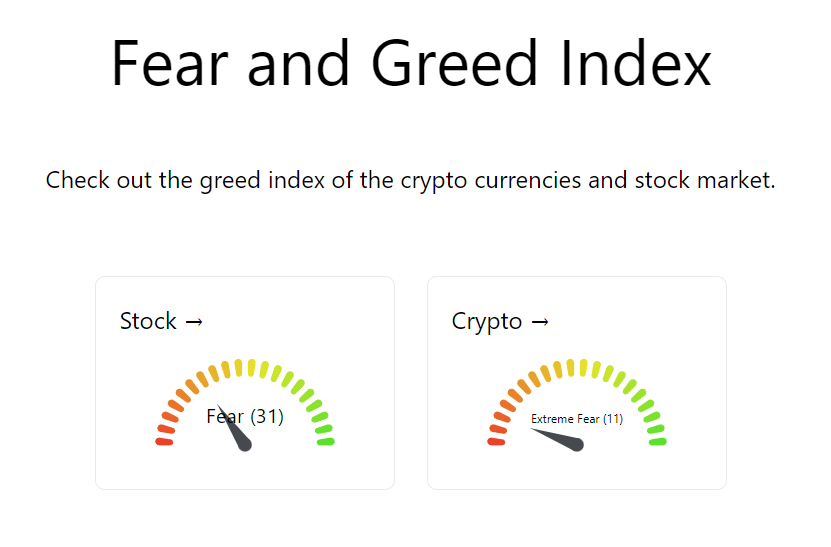 Fear and Greed Index
Check out the greed index of the crypto currencies and stock market.
Stock →
Fear (31)
Crypto →
Extreme Fear (11)